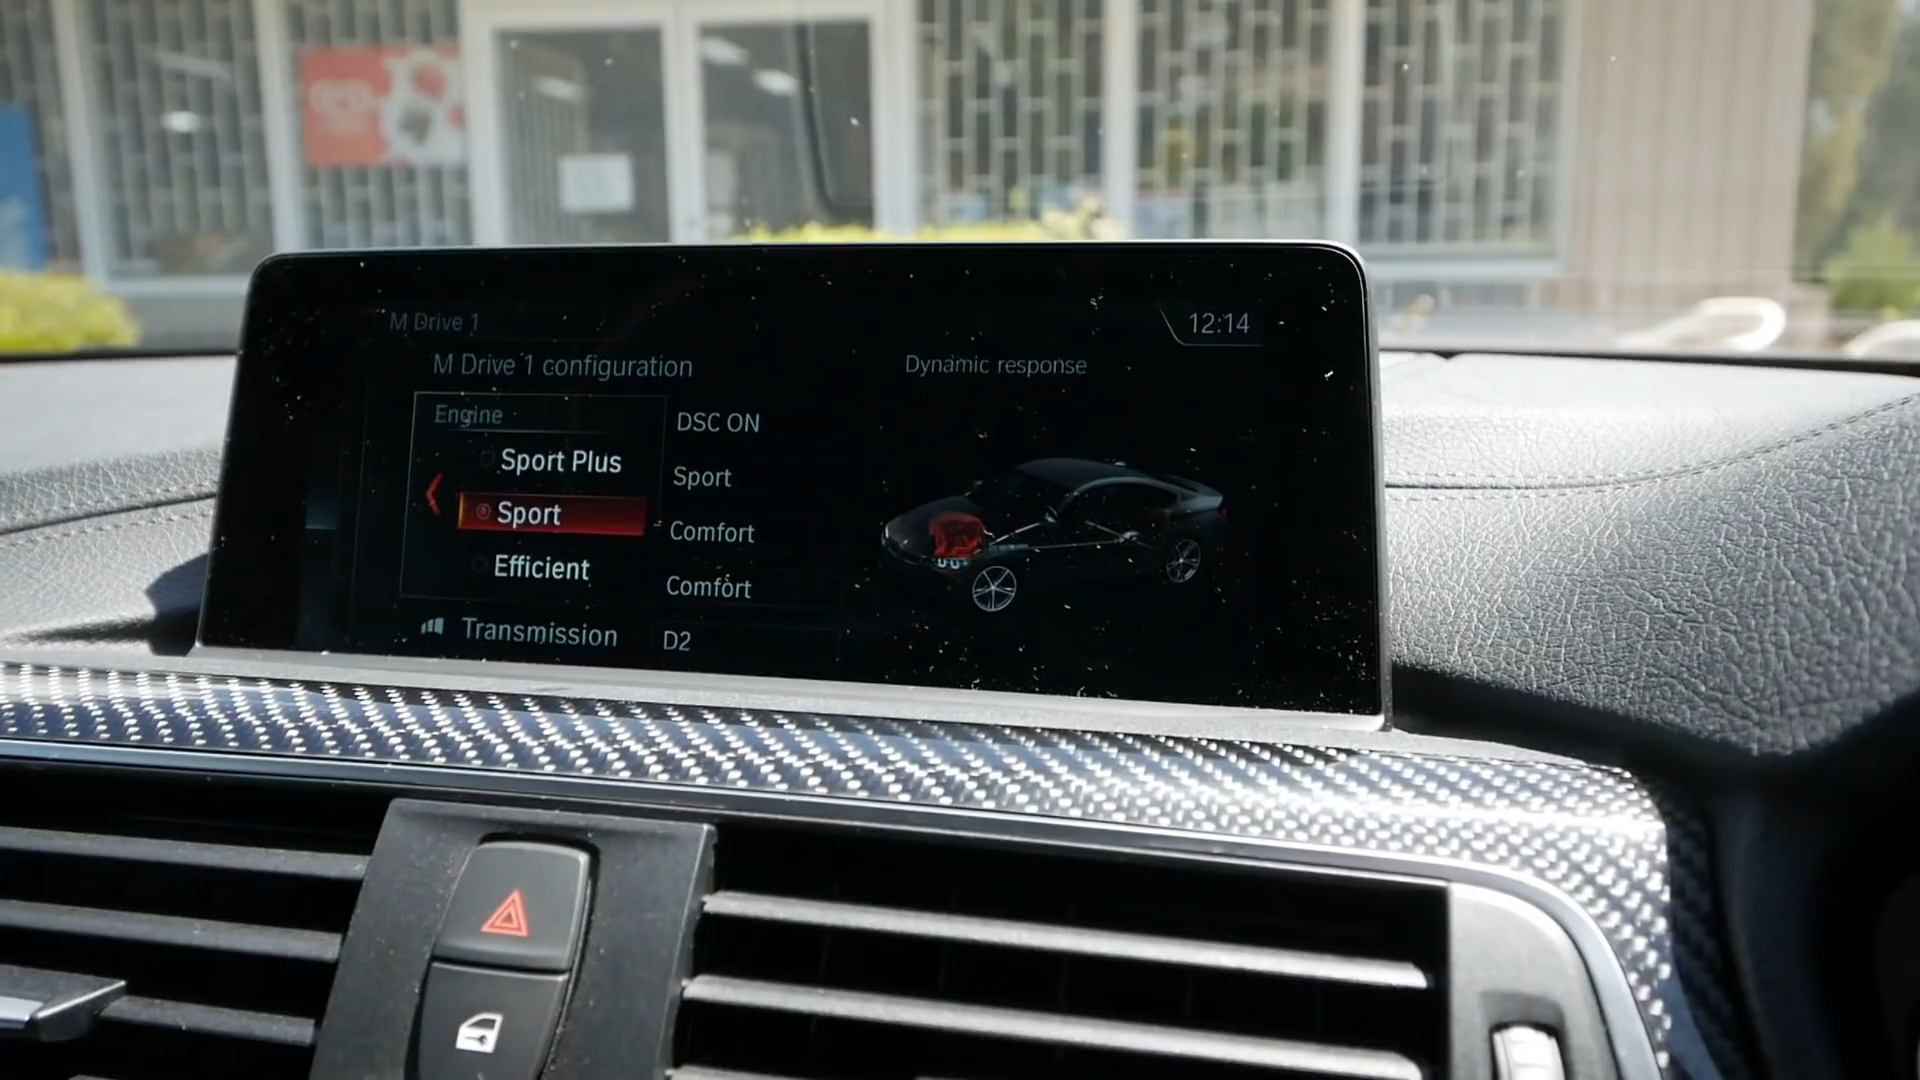 M Drive 1
12:14
M Drive 1 configuration
Dynamic response
Engine
DSC ON
Sport Plus
Sport
Sport
Comfort
Efficient
Comfort
Transmission
D2